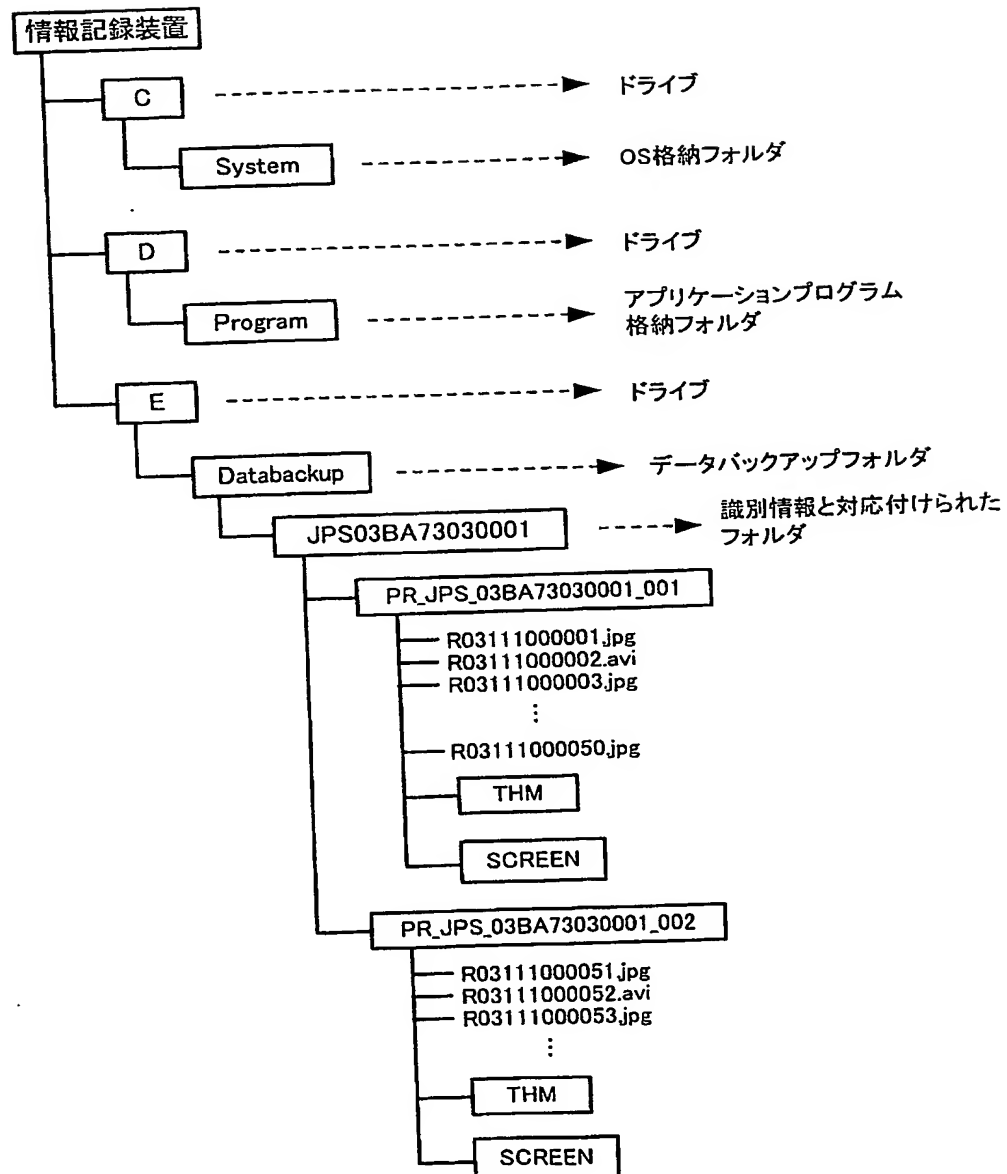 情報記録装置
C
ドライブ
System
OS格納フォルダ
D
ドライブ
Program
アプリケーションプログラム
格納フォルダ
E
ドライブ
Databackup
データバックアップフォルダ
JPS03BA73030001
識別情報と対応付けられた
フォルダ
PR_JPS_03BA73030001_001
R03111000001.jpg
R03111000002.avi
R03111000003.jpg
⋮
R03111000050.jpg
THM
SCREEN
PR_JPS_03BA73030001_002
R03111000051.jpg
R03111000052.avi
R03111000053.jpg
⋮
THM
SCREEN